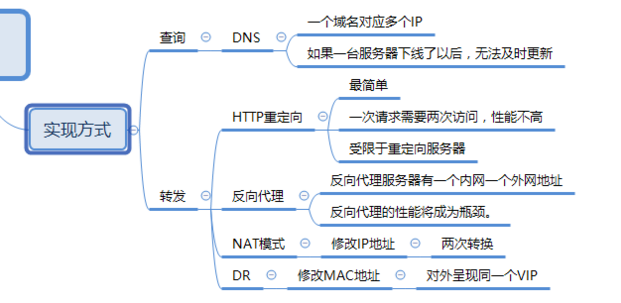 实现方式
查询
DNS
一个域名对应多个IP
如果一台服务器下线了以后，无法及时更新
转发
HTTP重定向
最简单
一次请求需要两次访问，性能不高
受限于重定向服务器
反向代理
反向代理服务器有一个内网一个外网地址
反向代理的性能将成为瓶颈。
NAT模式
修改IP地址
两次转换
DR
修改MAC地址
对外呈现同一个VIP